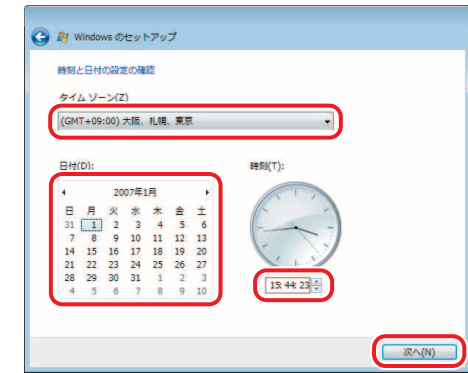 Windows のセットアップ
時刻と日付の設定の確認
タイム ゾーン(Z)
(GMT+09:00) 大阪、札幌、東京
日付(D):
時刻(T):
2007年1月
日 月 火 水 木 金 土
31 1 2 3 4 5 6
7 8 9 10 11 12 13
14 15 16 17 18 19 20
21 22 23 24 25 26 27
28 29 30 31 1 2 3
4 5 6 7 8 9 10
15:44:23
次へ(N)